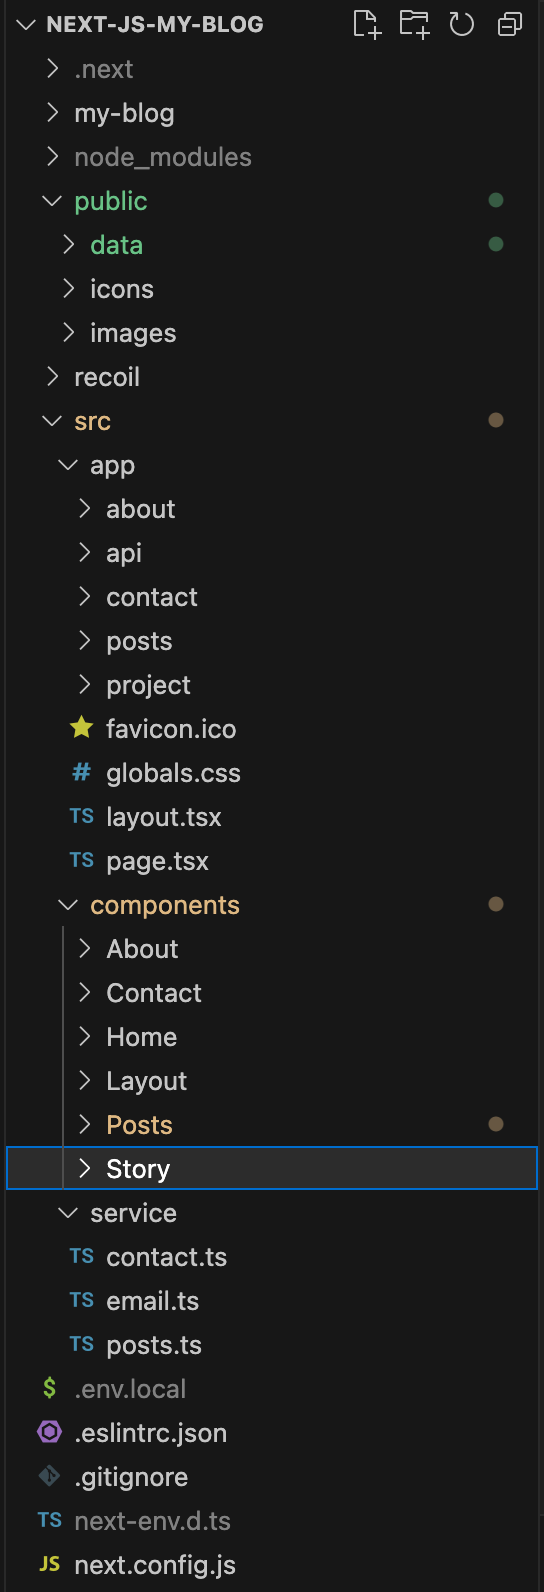 NEXT-JS-MY-BLOG
.next
my-blog
node_modules
public
data
icons
images
recoil
src
app
about
api
contact
posts
project
favicon.ico
# globals.css
TS layout.tsx
TS page.tsx
components
About
Contact
Home
Layout
Posts
Story
service
TS contact.ts
TS email.ts
TS posts.ts
$ .env.local
.eslintrc.json
.gitignore
TS next-env.d.ts
JS next.config.js